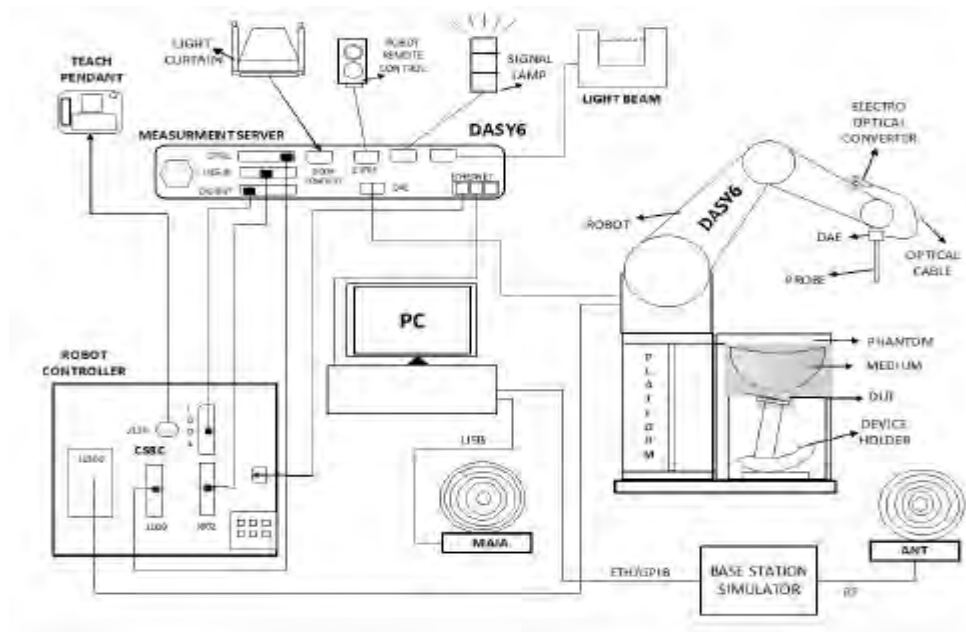 LIGHT
CURTAIN
ROBOT
REMOTE
CONTROL
SIGNAL
LAMP
LIGHT BEAM
TEACH
PENDANT
MEASURMENT SERVER
DASY6
ELECTRO
OPTICAL
CONVERTER
DAE
ETHERNET
ROBOT
DASY6
DAE
OPTICAL
CABLE
PROBE
PC
ROBOT
CONTROLLER
PLATFORM
PHANTOM
MEDIUM
DUT
DEVICE
HOLDER
CS8C
USB
MAIA
ANT
ETH/GPIB
BASE STATION
SIMULATOR
RF